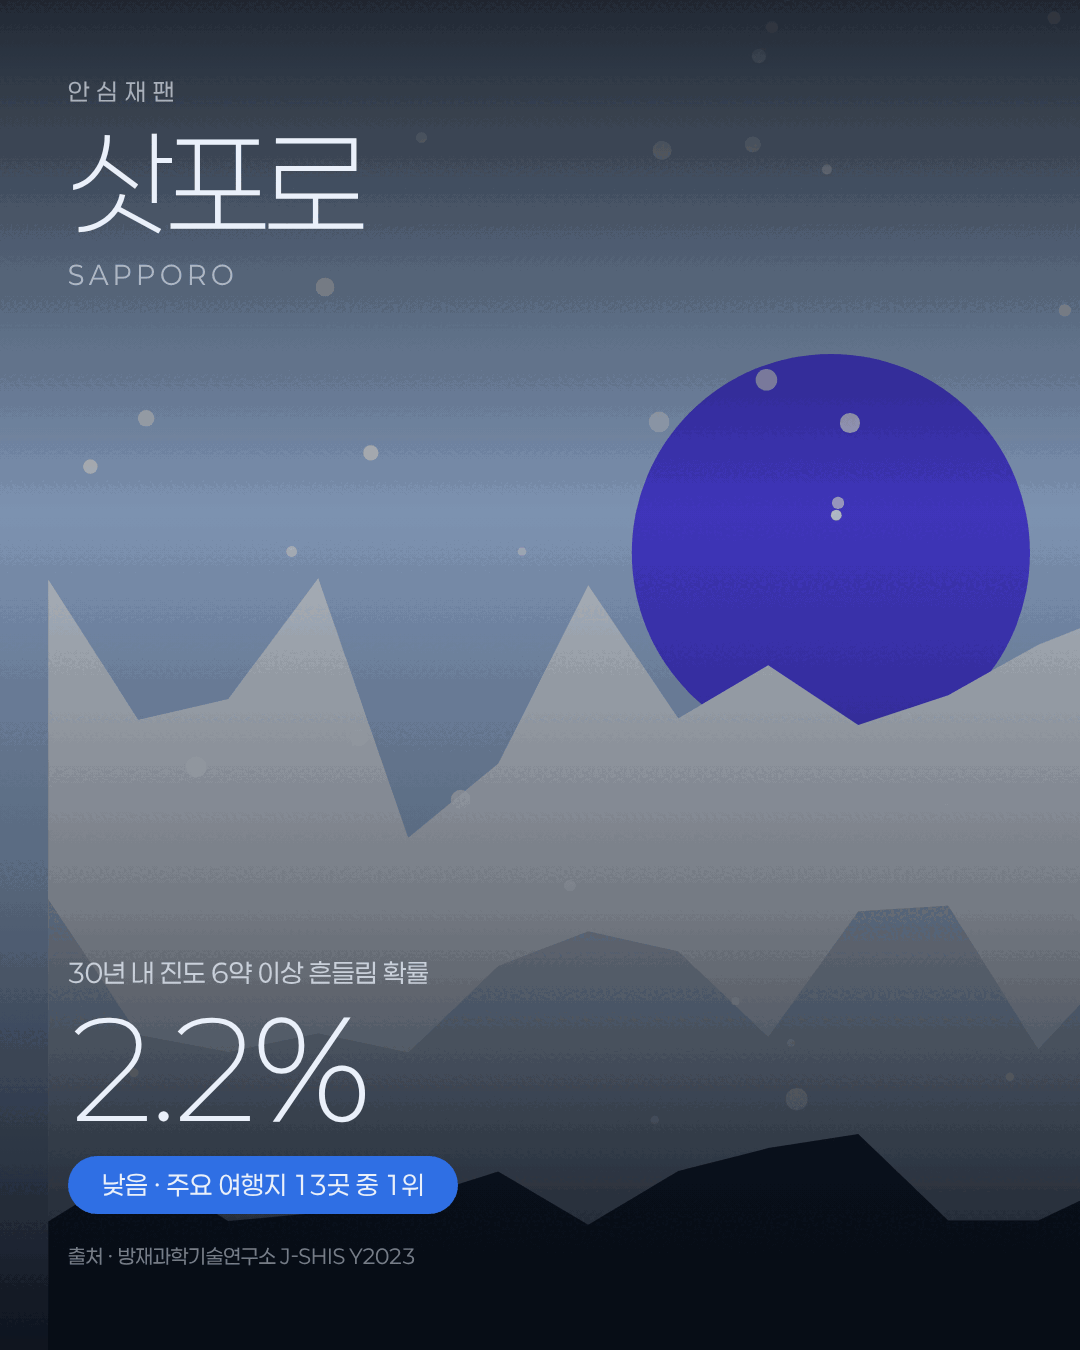 안심재팬
삿포로
SAPPORO
30년 내 진도 6약 이상 흔들림 확률
2.2%
낮음 · 주요 여행지 13곳 중 1위
출처 · 방재과학기술연구소 J-SHIS Y2023